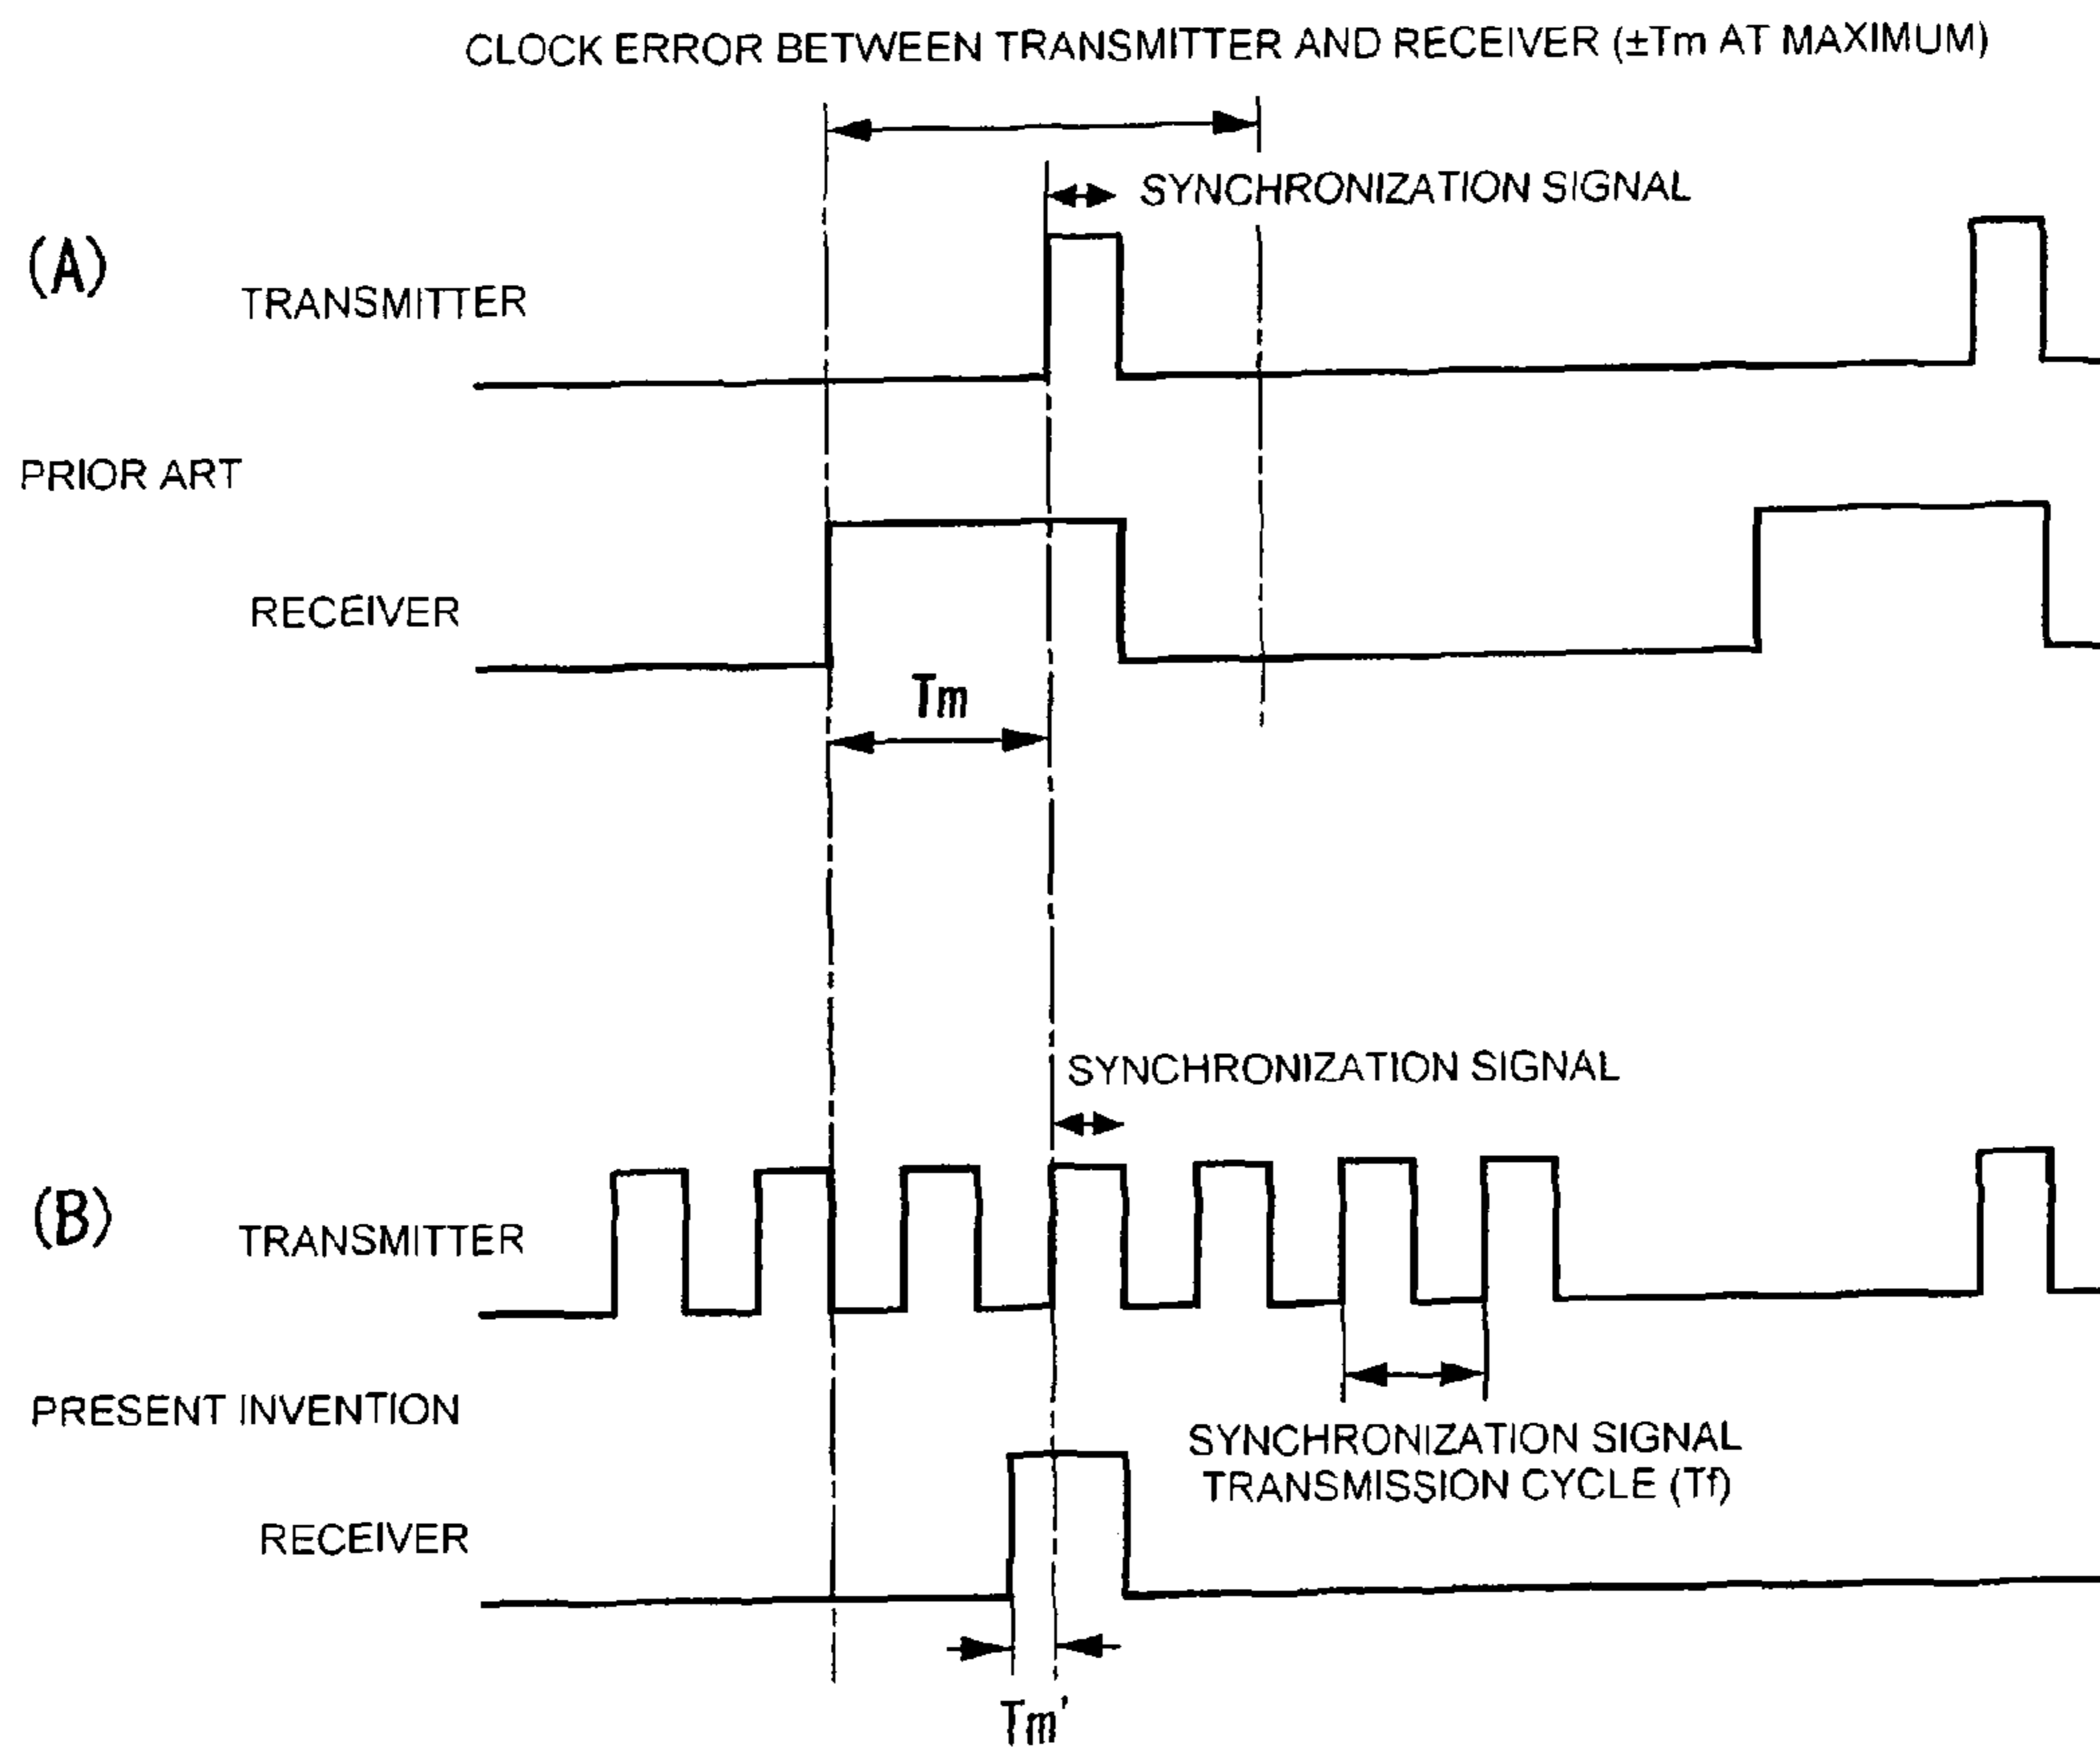 CLOCK ERROR BETWEEN TRANSMITTER AND RECEIVER (±Tm AT MAXIMUM)
SYNCHRONIZATION SIGNAL
(A)
TRANSMITTER
PRIOR ART
RECEIVER
Tm
SYNCHRONIZATION SIGNAL
(B)
TRANSMITTER
PRESENT INVENTION
SYNCHRONIZATION SIGNAL
TRANSMISSION CYCLE (Tf)
RECEIVER
Tm'